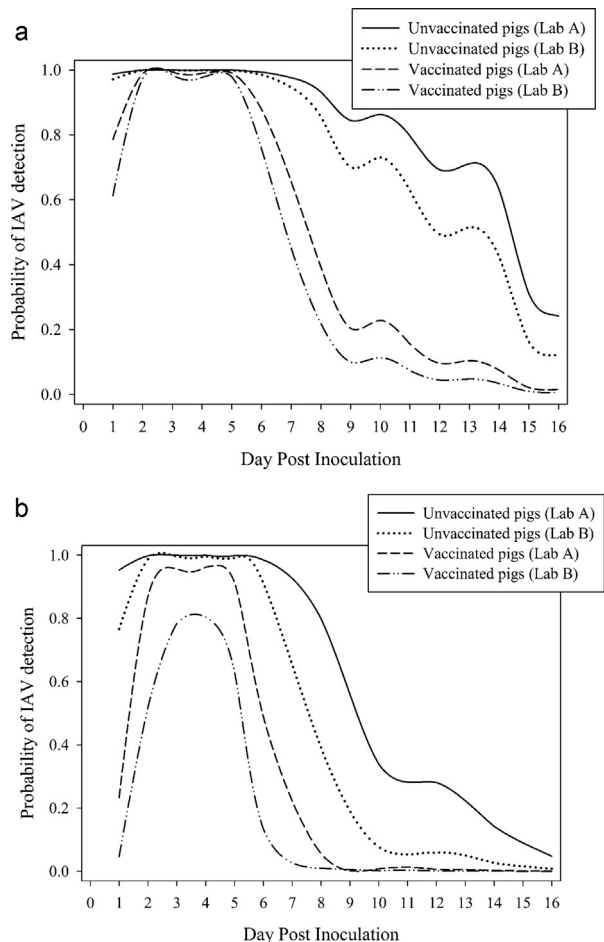 a
Unvaccinated pigs (Lab A)
Unvaccinated pigs (Lab B)
Vaccinated pigs (Lab A)
Vaccinated pigs (Lab B)
1.0
0.8
0.6
0.4
0.2
0.0
Probability of IAV detection
0 1 2 3 4 5 6 7 8 9 10 11 12 13 14 15 16
Day Post Inoculation
b
Unvaccinated pigs (Lab A)
Unvaccinated pigs (Lab B)
Vaccinated pigs (Lab A)
Vaccinated pigs (Lab B)
1.0
0.8
0.6
0.4
0.2
0.0
Probability of IAV detection
0 1 2 3 4 5 6 7 8 9 10 11 12 13 14 15 16
Day Post Inoculation